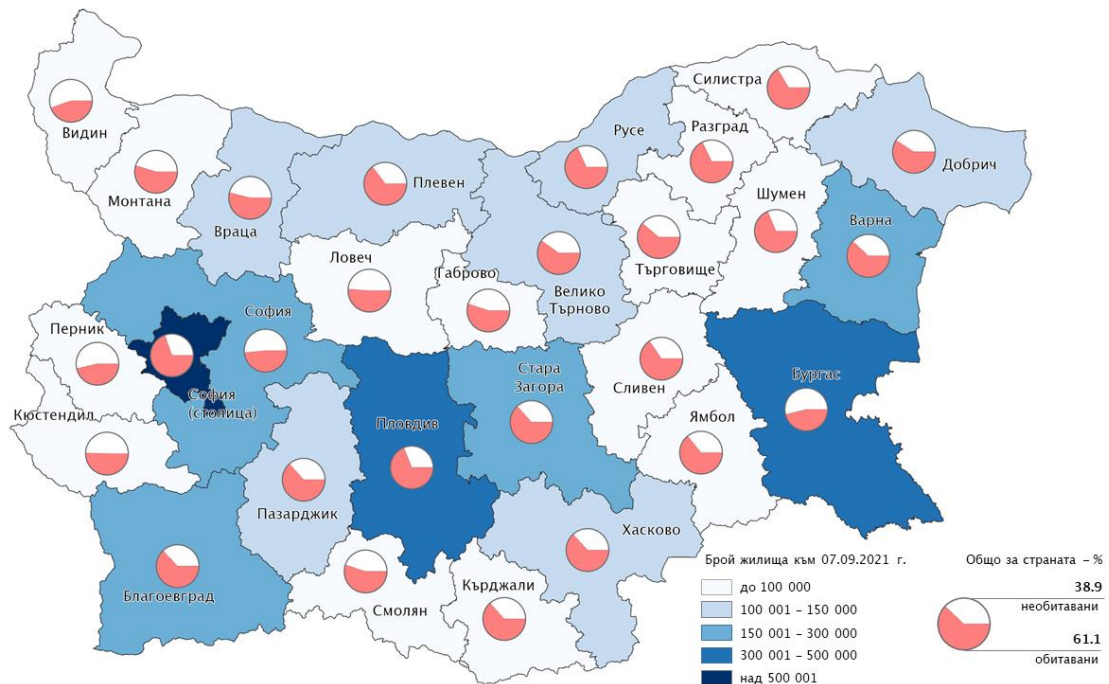 Силистра
Видин
Русе
Разград
Добрич
Монтана
Плевен
Враца
Шумен
Варна
Ловеч
Габрово
Търговище
Велико
Търново
Перник
София
Стара
Загора
Сливен
Бургас
София
(столица)
Кюстендил
Ямбол
Пловдив
Пазарджик
Хасково
Благоевград
Смолян
Кърджали
Брой жилища към 07.09.2021 г.
до 100 000
100 001 – 150 000
150 001 – 300 000
300 001 – 500 000
над 500 001
Общо за страната – %
38.9
необитавани
61.1
обитавани